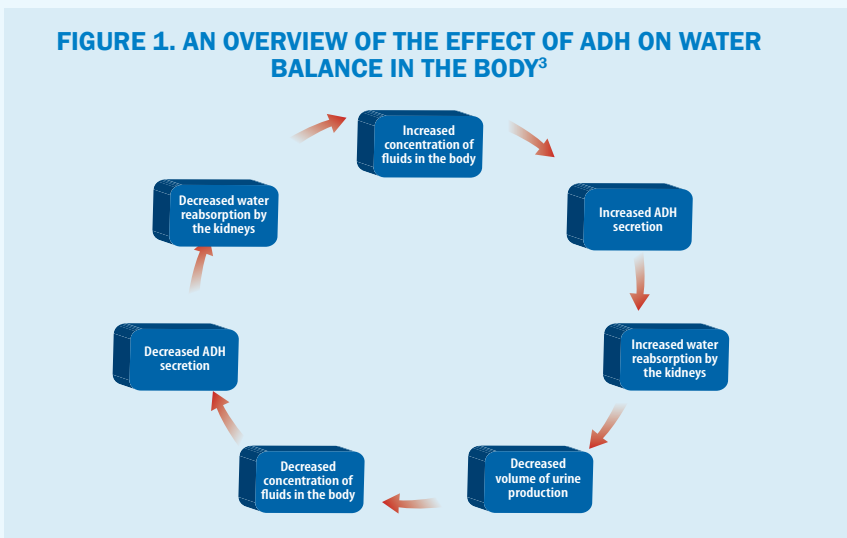 FIGURE 1. AN OVERVIEW OF THE EFFECT OF ADH ON WATER
BALANCE IN THE BODY³
Increased
concentration of
fluids in the body
Increased ADH
secretion
Increased water
reabsorption by
the kidneys
Decreased
volume of urine
production
Decreased
concentration of
fluids in the body
Decreased ADH
secretion
Decreased water
reabsorption by
the kidneys